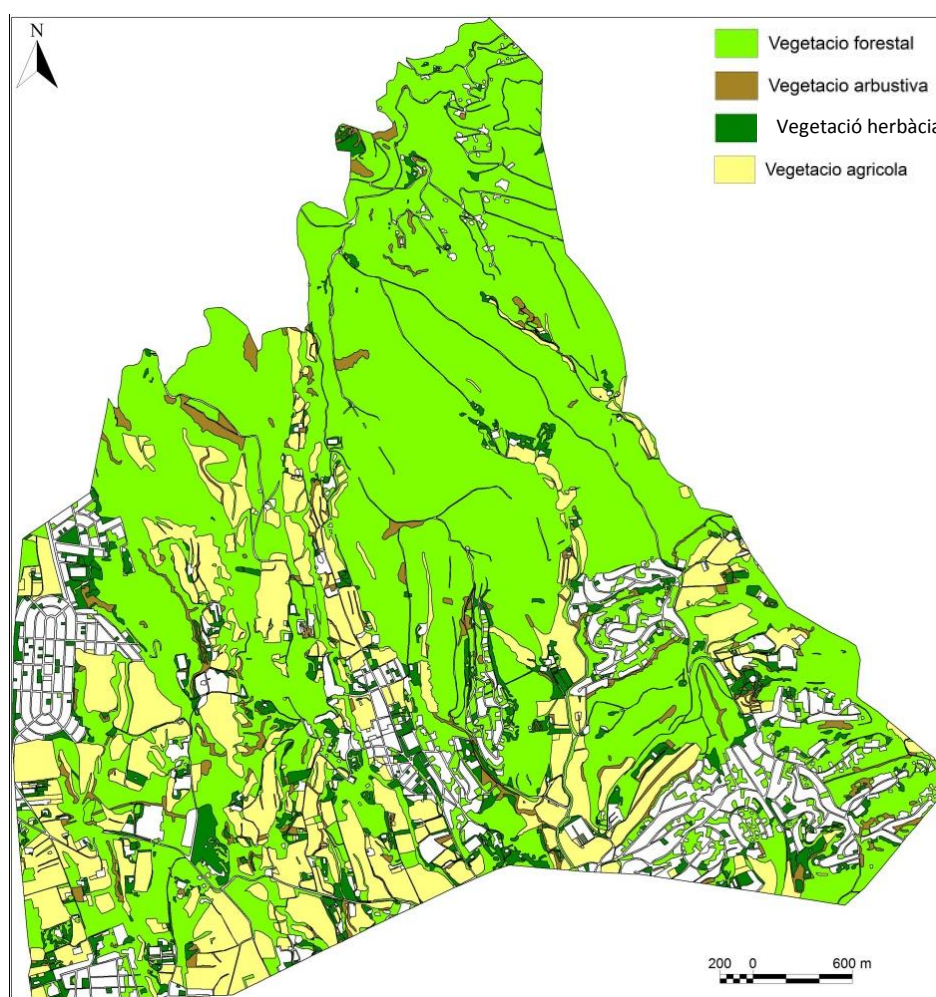 N
Vegetacio forestal
Vegetacio arbustiva
Vegetació herbàcia
Vegetacio agricola
200 0 600 m